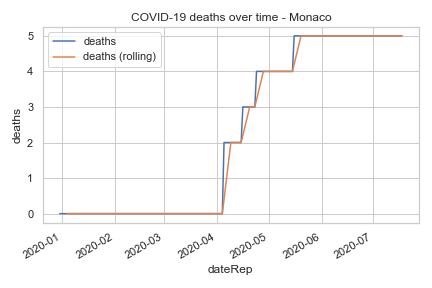 COVID-19 deaths over time - Monaco
deaths
deaths (rolling)
deaths
5
4
3
2
1
0
2020-01
2020-02
2020-03
2020-04
2020-05
2020-06
2020-07
dateRep